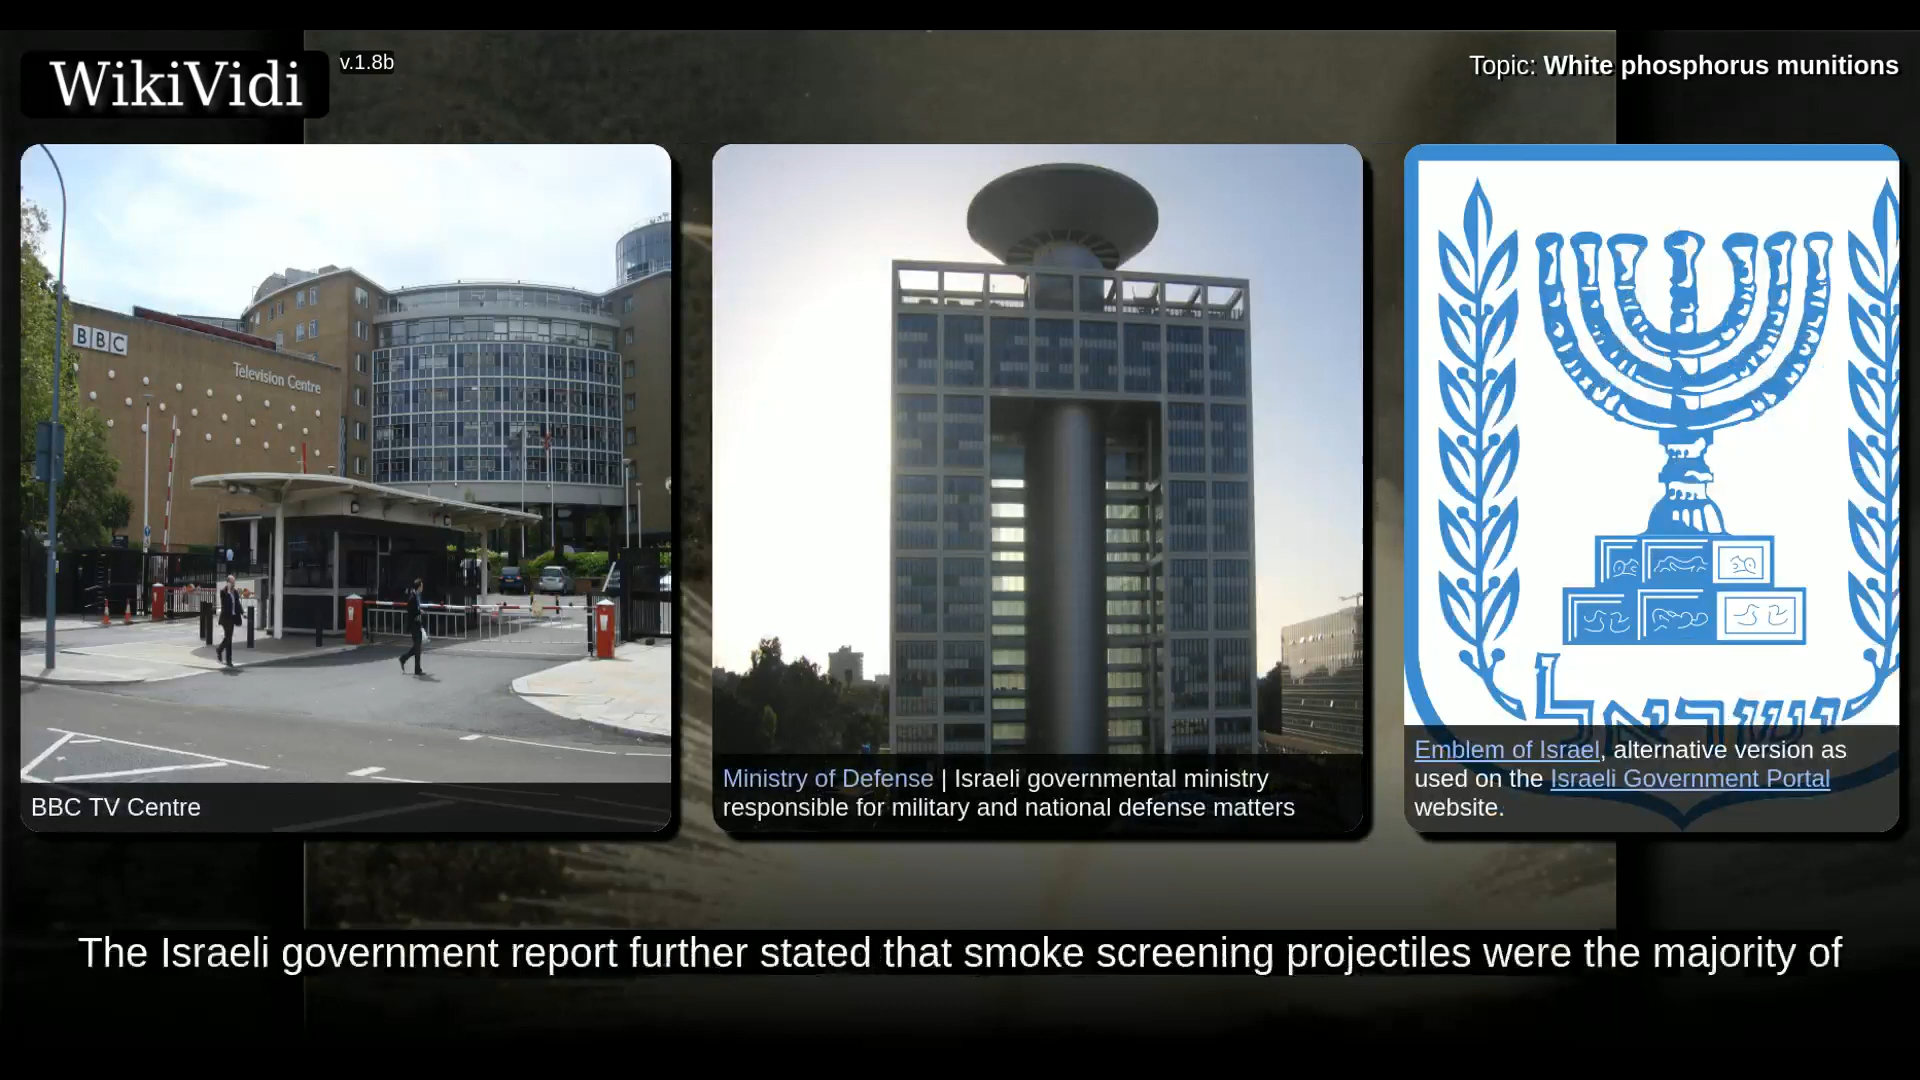 WikiVidi
v.1.8b
Topic: White phosphorus munitions
BBC
Television Centre
BBC TV Centre
Ministry of Defense | Israeli governmental ministry
responsible for military and national defense matters
ישראל
Emblem of Israel, alternative version as
used on the Israeli Government Portal
website.
The Israeli government report further stated that smoke screening projectiles were the majority of